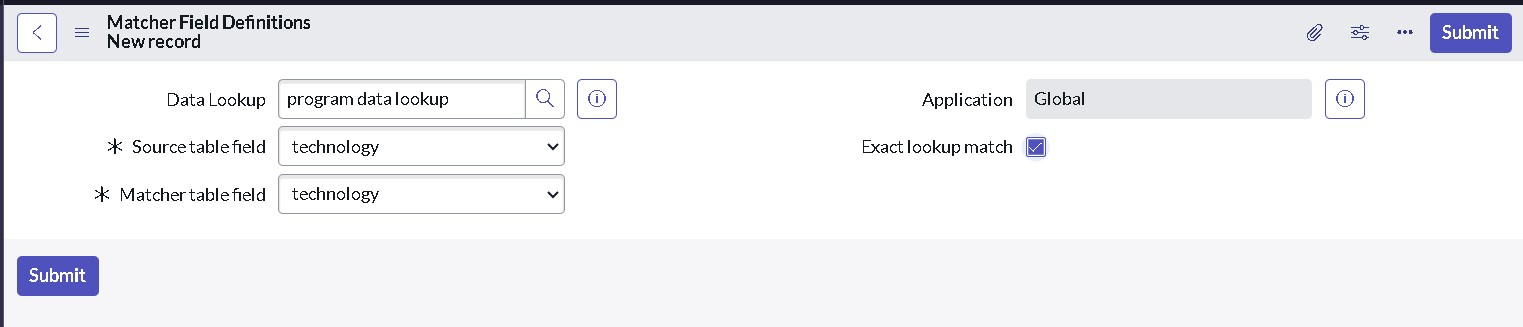 Matcher Field Definitions
New record
Submit
Data Lookup program data lookup
Application Global
Source table field technology
Exact lookup match
Matcher table field technology
Submit